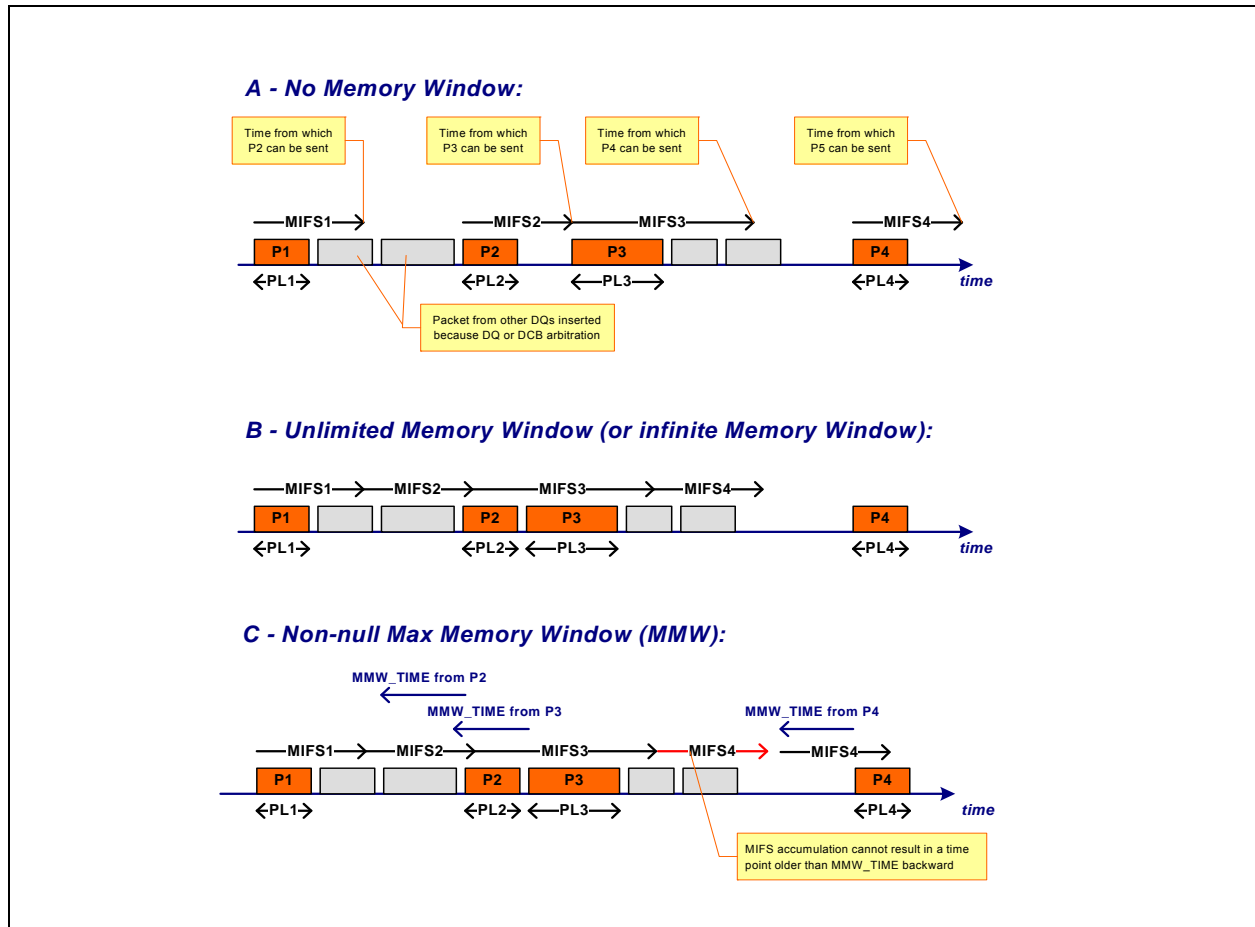 A - No Memory Window:
Time from which
P2 can be sent
Time from which
P3 can be sent
Time from which
P4 can be sent
Time from which
P5 can be sent
MIFS1
MIFS2
MIFS3
MIFS4
P1
P2
P3
P4
PL1
PL2
PL3
PL4
time
Packet from other DQs inserted
because DQ or DCB arbitration
B - Unlimited Memory Window (or infinite Memory Window):
MIFS1
MIFS2
MIFS3
MIFS4
P1
P2
P3
P4
PL1
PL2
PL3
PL4
time
C - Non-null Max Memory Window (MMW):
MMW_TIME from P2
MMW_TIME from P3
MMW_TIME from P4
MIFS1
MIFS2
MIFS3
MIFS4
MIFS4
P1
P2
P3
P4
PL1
PL2
PL3
PL4
time
MIFS accumulation cannot result in a time
point older than MMW_TIME backward